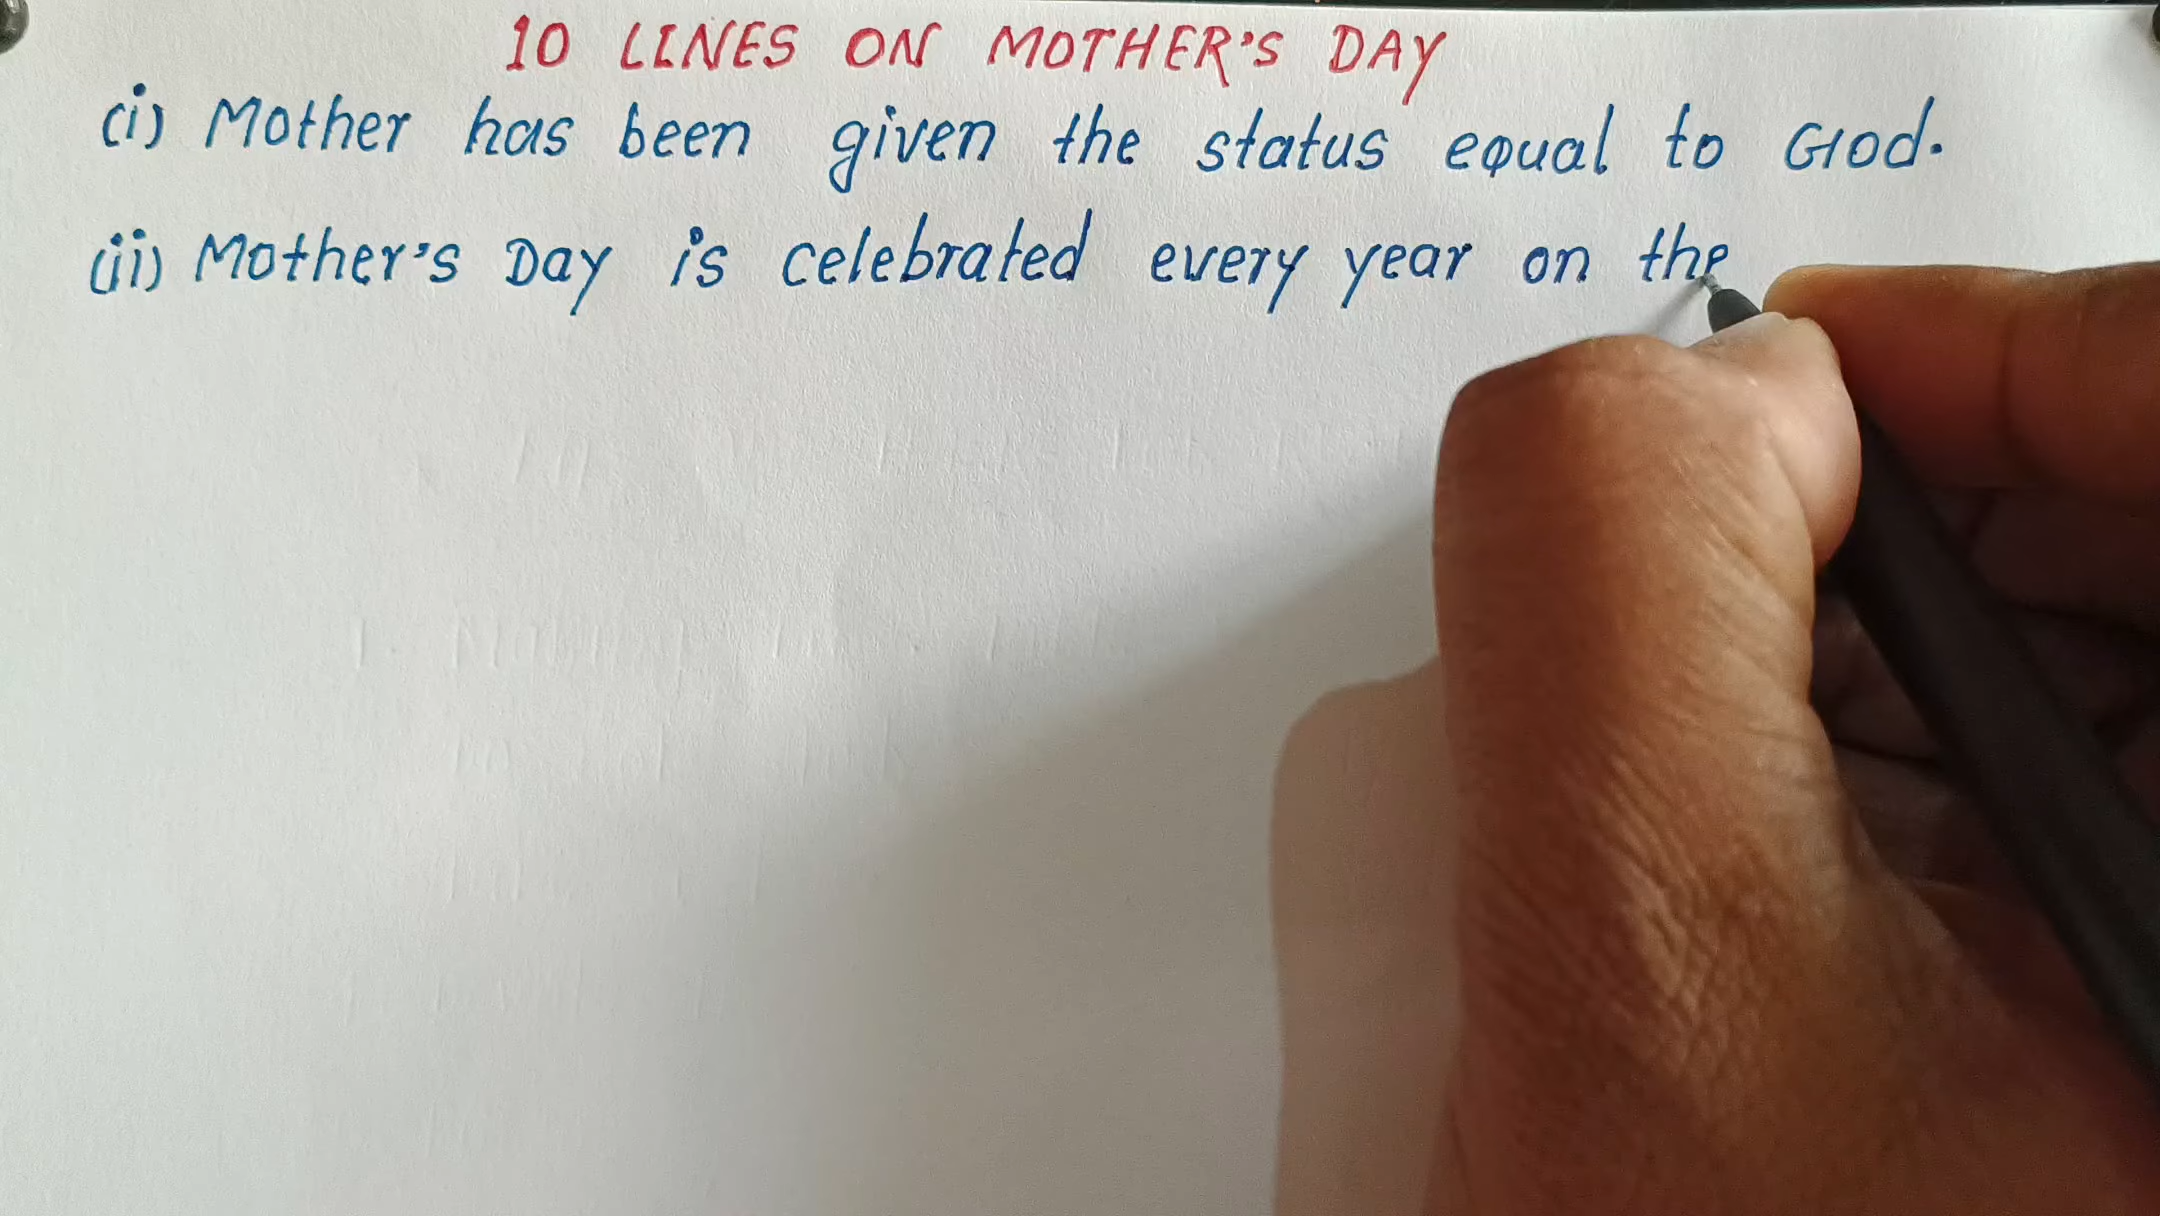 10 LINES ON MOTHER'S DAY
(i) Mother has been given the status equal to God.
(ii) Mother's Day is celebrated every year on the